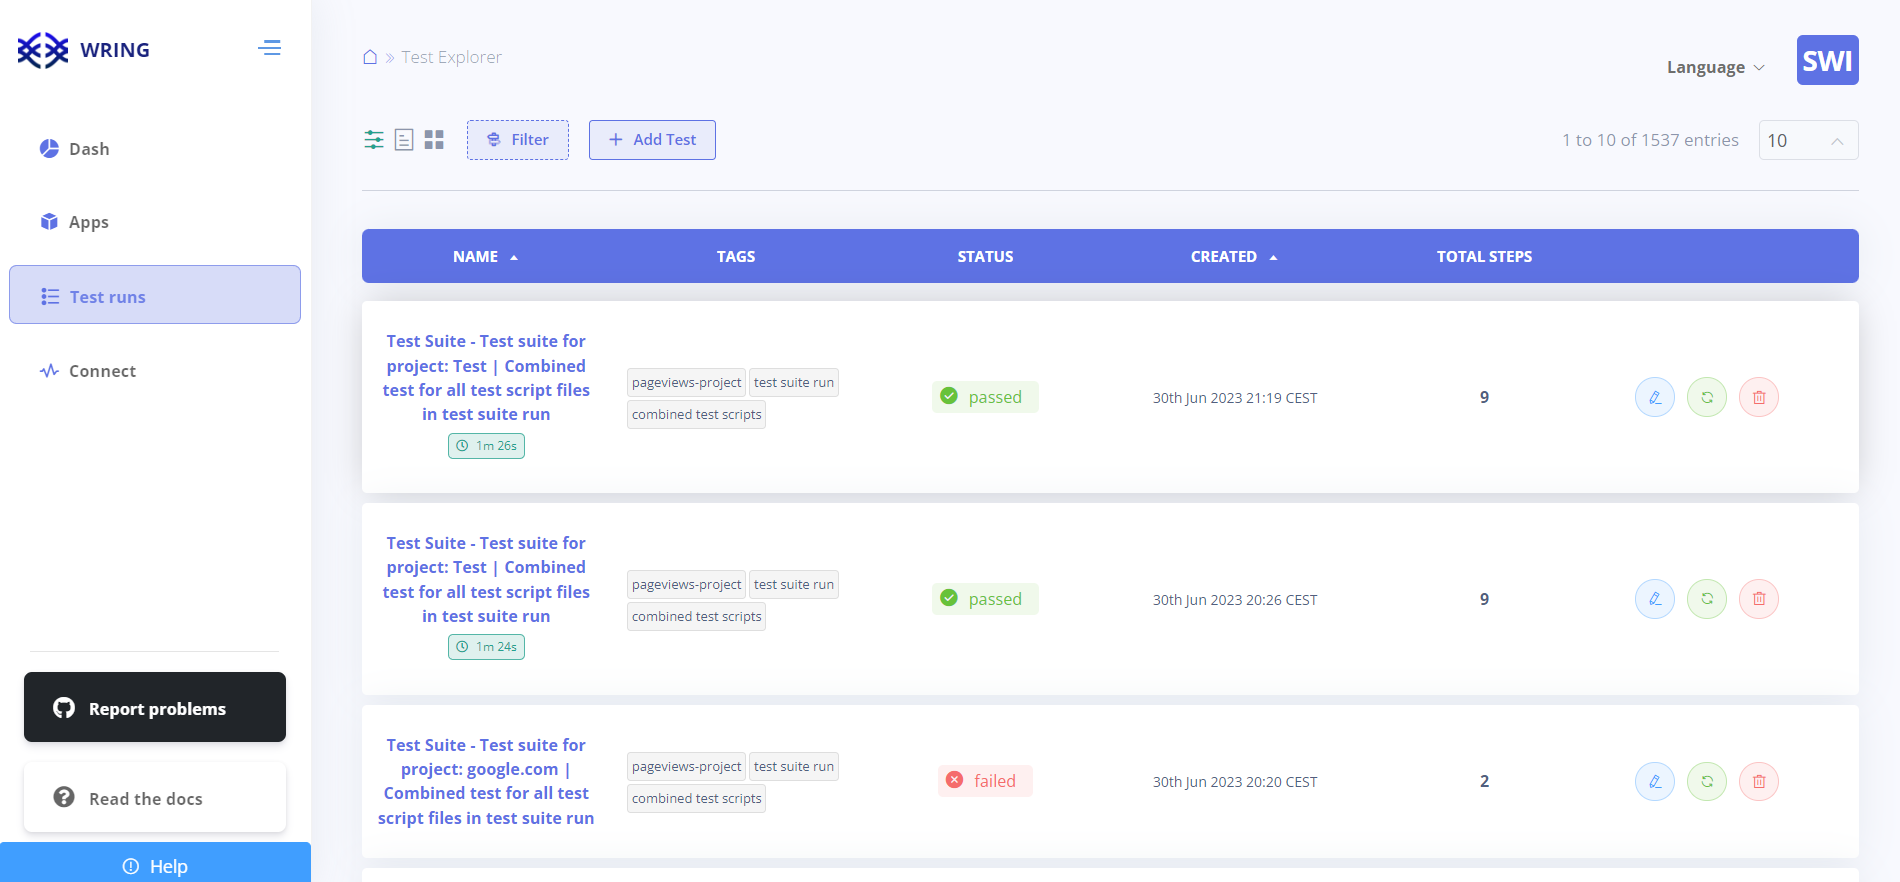 WRING
Dash
Apps
Test runs
Connect
Report problems
Read the docs
Help
Test Explorer
Language
SWI
Filter
Add Test
1 to 10 of 1537 entries
10
NAME TAGS STATUS CREATED TOTAL STEPS
Test Suite - Test suite for
project: Test | Combined
test for all test script files
in test suite run
1m 26s
pageviews-project test suite run
combined test scripts
passed
30th Jun 2023 21:19 CEST
9
Test Suite - Test suite for
project: Test | Combined
test for all test script files
in test suite run
1m 24s
pageviews-project test suite run
combined test scripts
passed
30th Jun 2023 20:26 CEST
9
Test Suite - Test suite for
project: google.com |
Combined test for all test
script files in test suite run
pageviews-project test suite run
combined test scripts
failed
30th Jun 2023 20:20 CEST
2